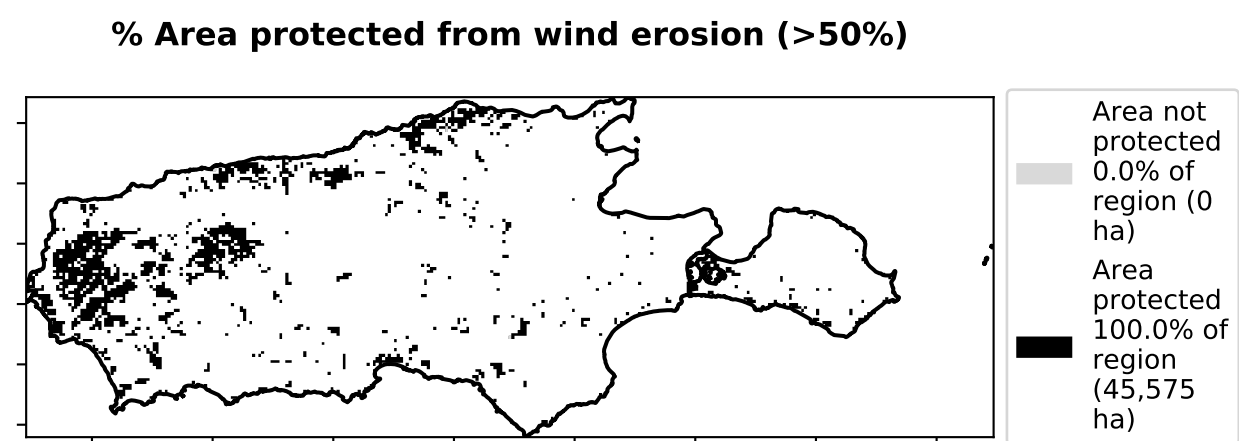 % Area protected from wind erosion (>50%)
Area not
protected
0.0% of
region (0
ha)
Area
protected
100.0% of
region
(45,575
ha)